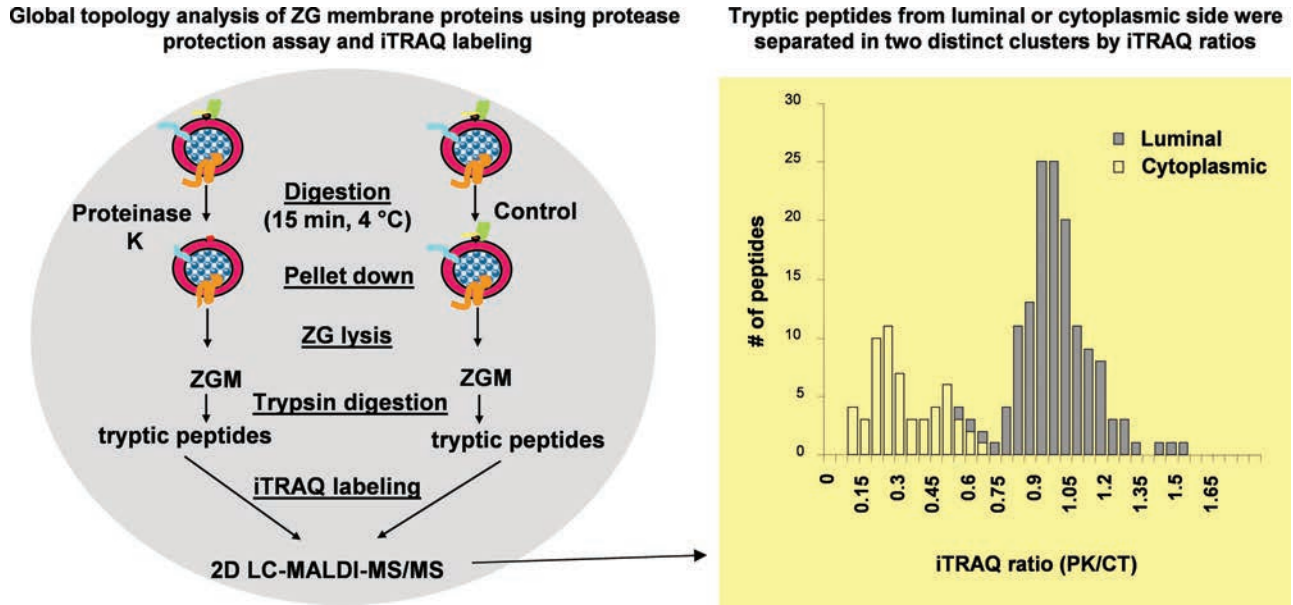 Global topology analysis of ZG membrane proteins using protease
protection assay and iTRAQ labeling
Proteinase
K
Digestion
(15 min, 4 °C)
Control
Pellet down
ZG lysis
ZGM
ZGM
Trypsin digestion
tryptic peptides
tryptic peptides
iTRAQ labeling
2D LC-MALDI-MS/MS
Tryptic peptides from luminal or cytoplasmic side were
separated in two distinct clusters by iTRAQ ratios
30
25
20
15
10
5
0
# of peptides
Luminal
Cytoplasmic
0
0.15
0.3
0.45
0.6
0.75
0.9
1.05
1.2
1.35
1.5
1.65
iTRAQ ratio (PK/CT)